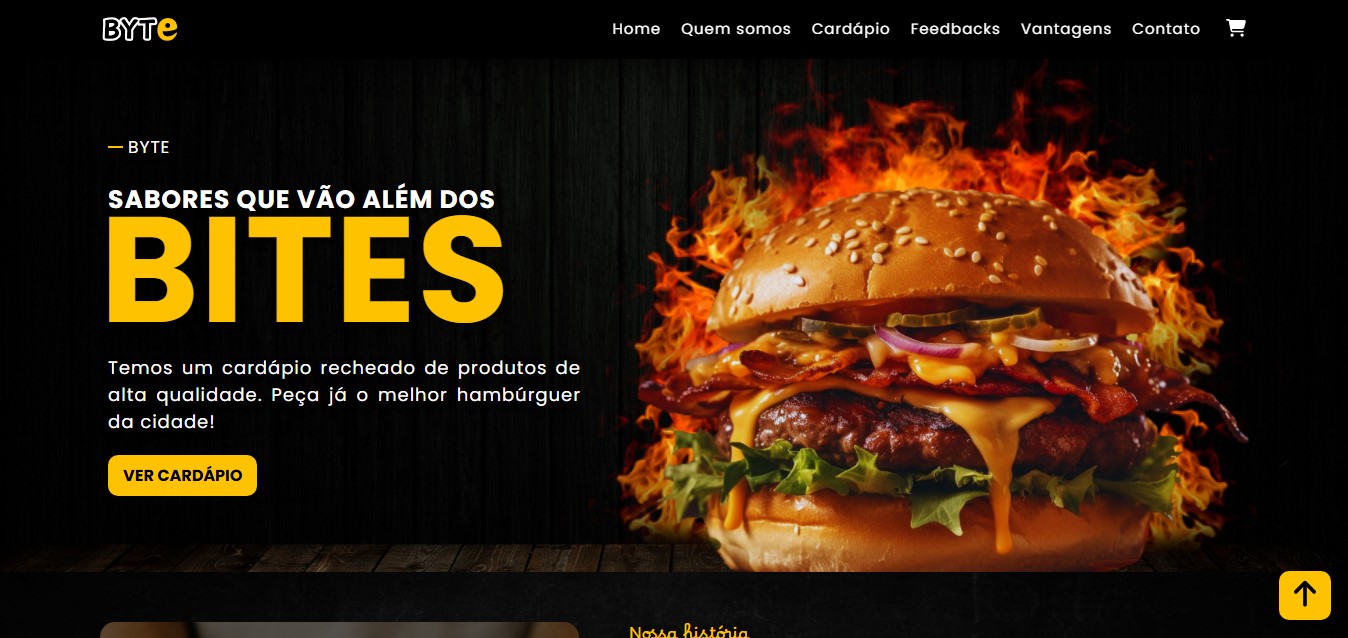 BYTe
Home Quem somos Cardápio Feedbacks Vantagens Contato
BYTE
SABORES QUE VÃO ALÉM DOS
BITES
Temos um cardápio recheado de produtos de
alta qualidade. Peça já o melhor hambúrguer
da cidade!
VER CARDÁPIO
Nossa história